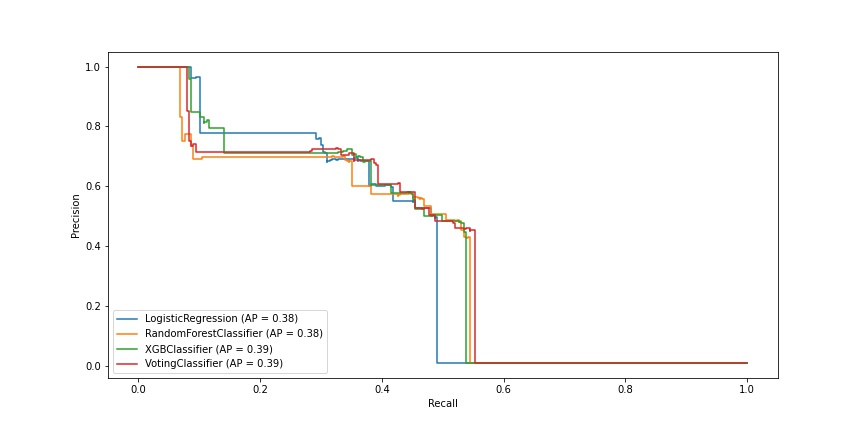 1.0
0.8
0.6
0.4
0.2
0.0
Precision
LogisticRegression (AP = 0.38)
RandomForestClassifier (AP = 0.38)
XGBClassifier (AP = 0.39)
VotingClassifier (AP = 0.39)
0.0 0.2 0.4 0.6 0.8 1.0
Recall